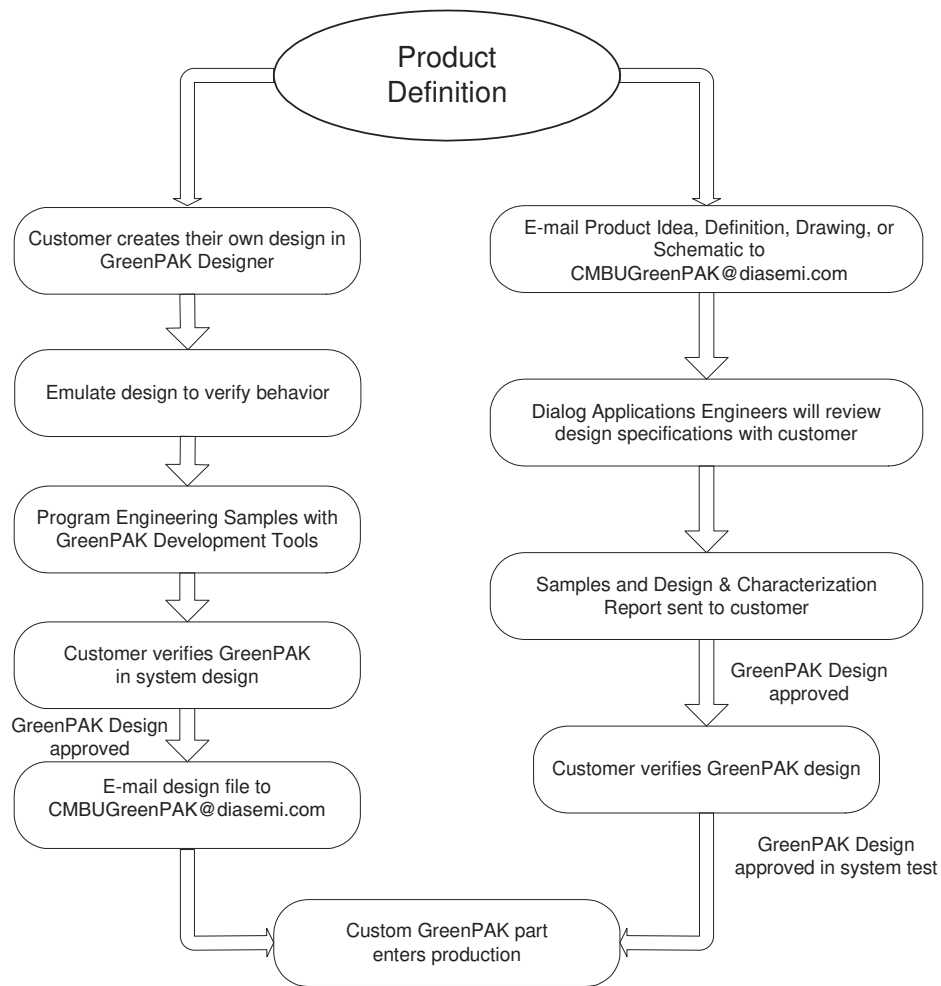 Product
Definition
Customer creates their own design in
GreenPAK Designer
Emulate design to verify behavior
Program Engineering Samples with
GreenPAK Development Tools
Customer verifies GreenPAK
in system design
GreenPAK Design
approved
E-mail design file to
CMBUGreenPAK@diasemi.com
E-mail Product Idea, Definition, Drawing, or
Schematic to
CMBUGreenPAK@diasemi.com
Dialog Applications Engineers will review
design specifications with customer
Samples and Design & Characterization
Report sent to customer
GreenPAK Design
approved
Customer verifies GreenPAK design
GreenPAK Design
approved in system test
Custom GreenPAK part
enters production